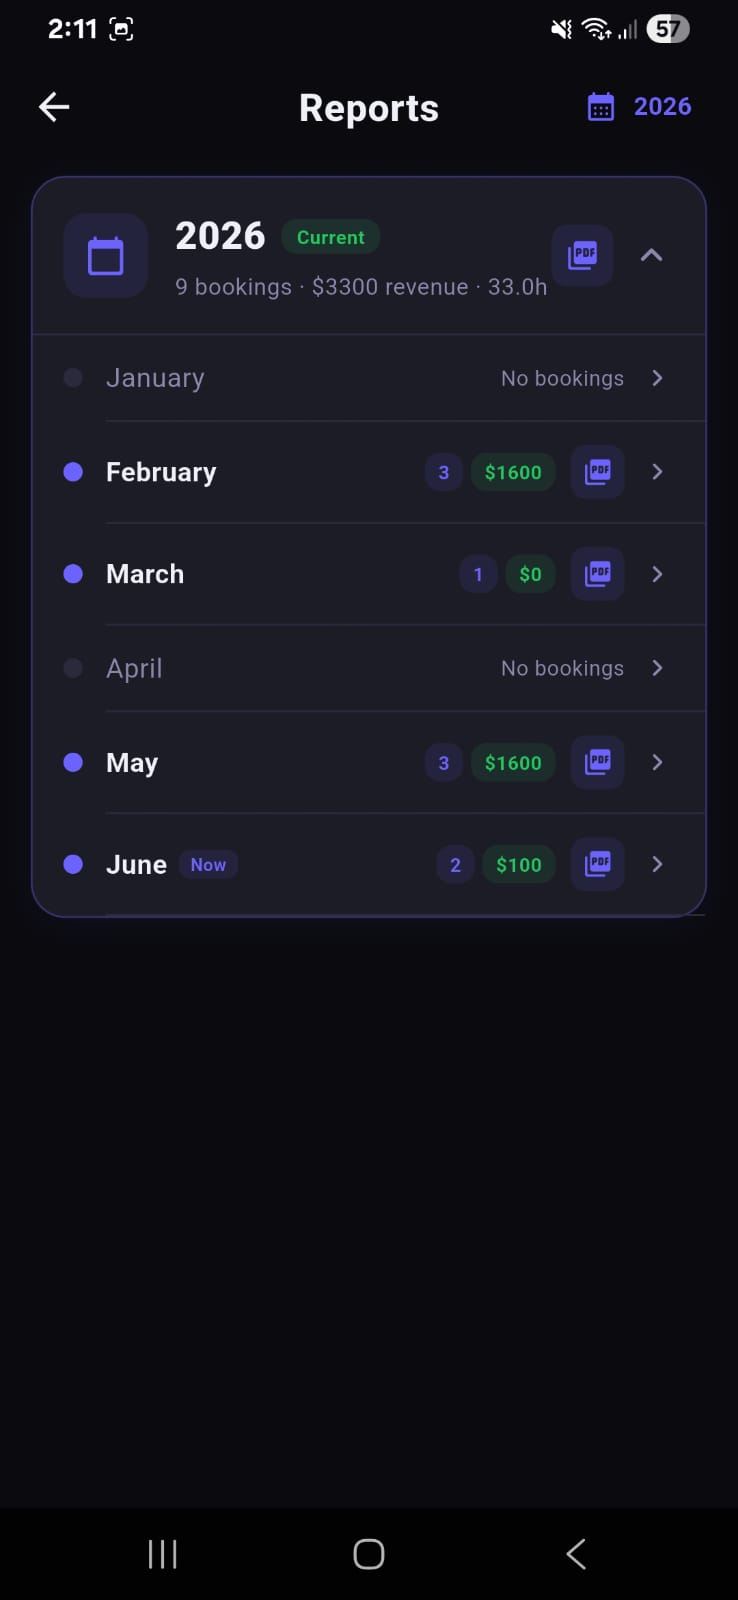 2:11 57
Reports 2026
2026 Current PDF
9 bookings · $3300 revenue · 33.0h
January No bookings
February 3 $1600 PDF
March 1 $0 PDF
April No bookings
May 3 $1600 PDF
June Now 2 $100 PDF